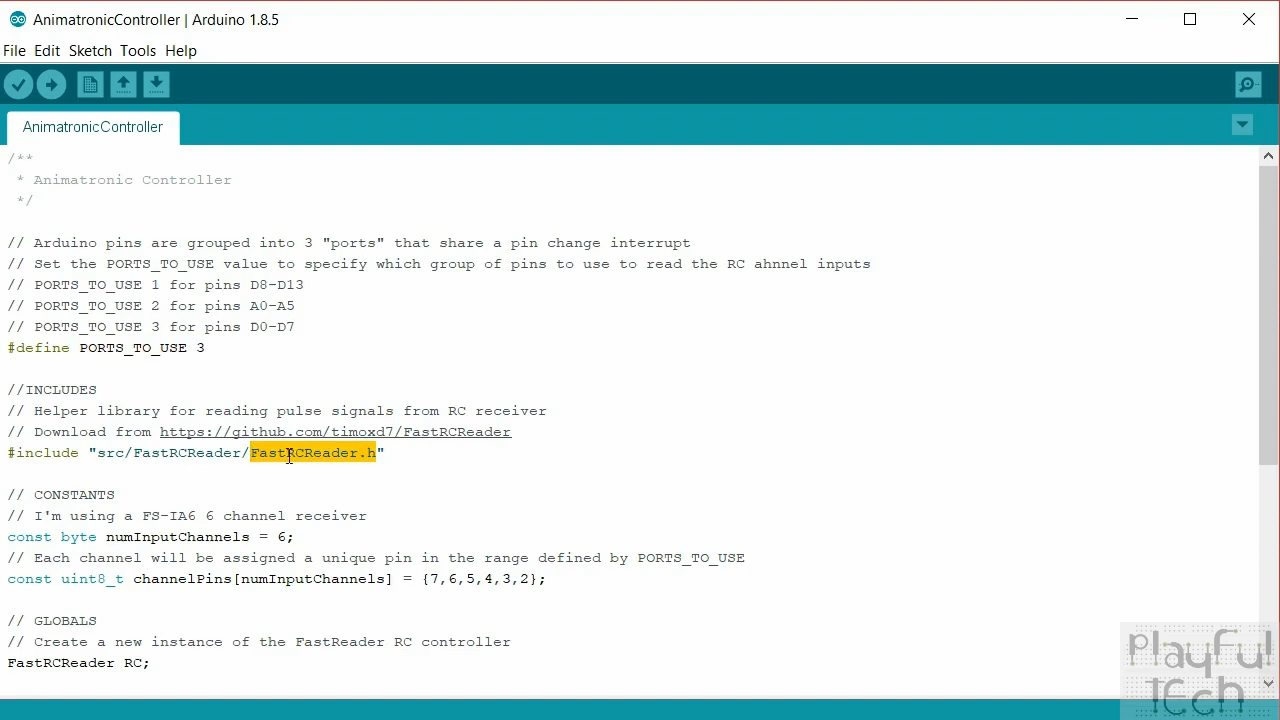 AnimatronicController | Arduino 1.8.5
File Edit Sketch Tools Help
AnimatronicController
/**
 * Animatronic Controller
 */
// Arduino pins are grouped into 3 "ports" that share a pin change interrupt
// Set the PORTS_TO_USE value to specify which group of pins to use to read the RC ahnnel inputs
// PORTS_TO_USE 1 for pins D8-D13
// PORTS_TO_USE 2 for pins A0-A5
// PORTS_TO_USE 3 for pins D0-D7
#define PORTS_TO_USE 3
//INCLUDES
// Helper library for reading pulse signals from RC receiver
// Download from https://github.com/timoxd7/FastRCReader
#include "src/FastRCReader/FastRCReader.h"
// CONSTANTS
// I'm using a FS-IA6 6 channel receiver
const byte numInputChannels = 6;
// Each channel will be assigned a unique pin in the range defined by PORTS_TO_USE
const uint8_t channelPins[numInputChannels] = {7,6,5,4,3,2};
// GLOBALS
// Create a new instance of the FastReader RC controller
FastRCReader RC;
Playful
Tech